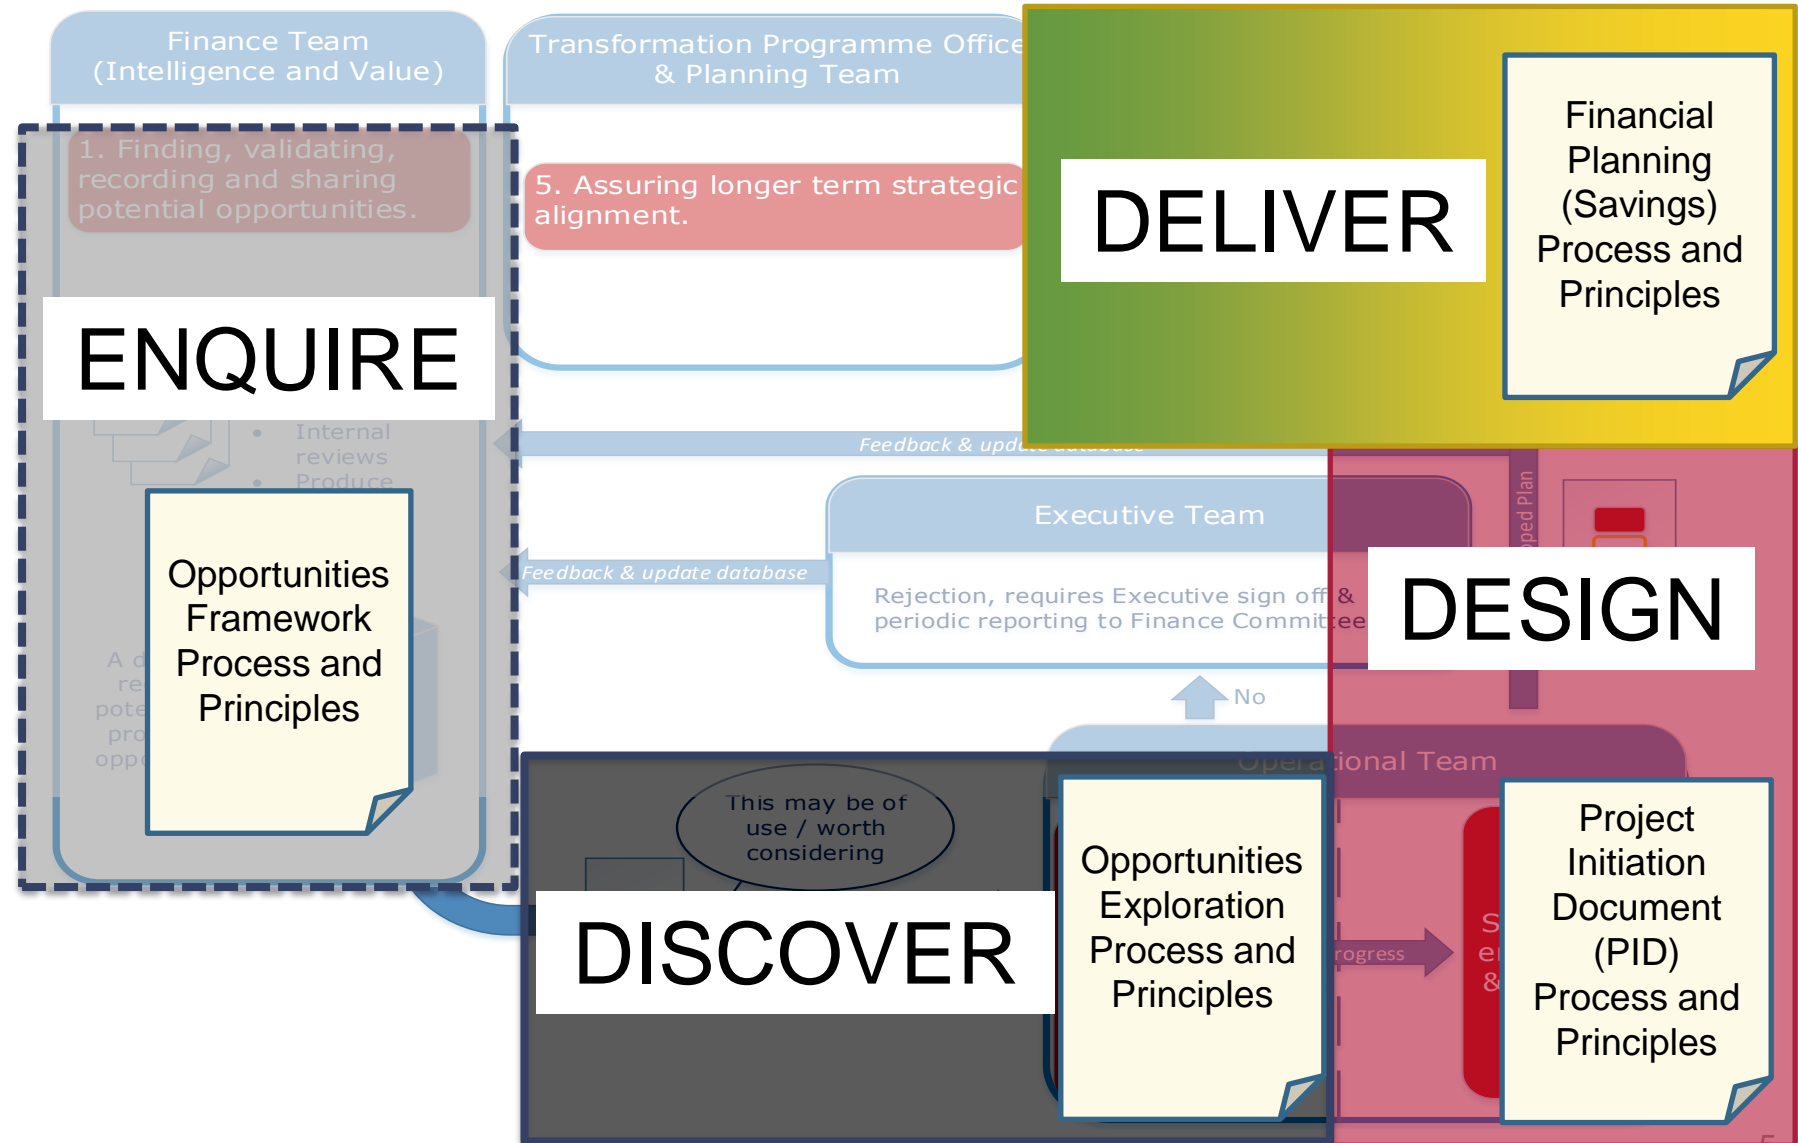 Finance Team
(Intelligence and Value)
1. Finding, validating,
recording and sharing
potential opportunities.
ENQUIRE
• Internal
reviews
• Produce
Opportunities
Framework
Process and
Principles
A
Transformation Programme Office
& Planning Team
5. Assuring longer term strategic
alignment.
DELIVER
Financial
Planning
(Savings)
Process and
Principles
Feedback & update database
Executive Team
Rejection, requires Executive sign off &
periodic reporting to Finance Committee
Feedback & update database
Plan
DESIGN
No
Operational Team
This may be of
use / worth
considering
DISCOVER
Opportunities
Exploration
Process and
Principles
Project
Initiation
Document
(PID)
Process and
Principles
&